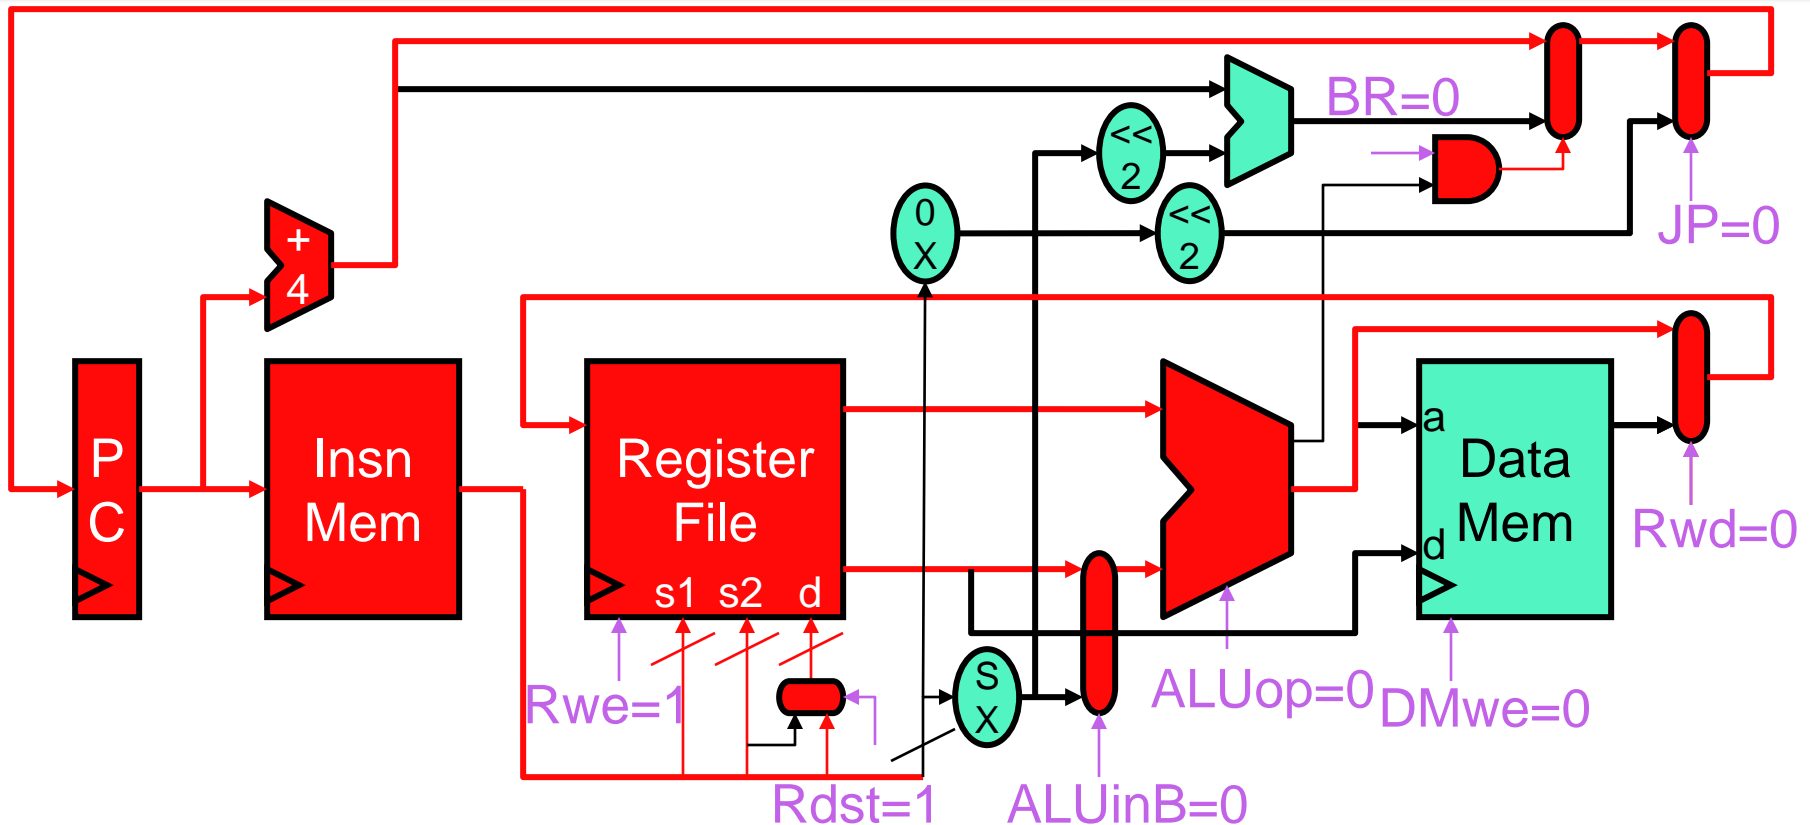 BR=0
<<
2
<<
2
0
X
JP=0
+
4
P
C
Insn
Mem
Register
File
s1 s2 d
a
d
Data
Mem
Rwd=0
S
X
Rwe=1
ALUop=0
DMwe=0
Rdst=1
ALUinB=0